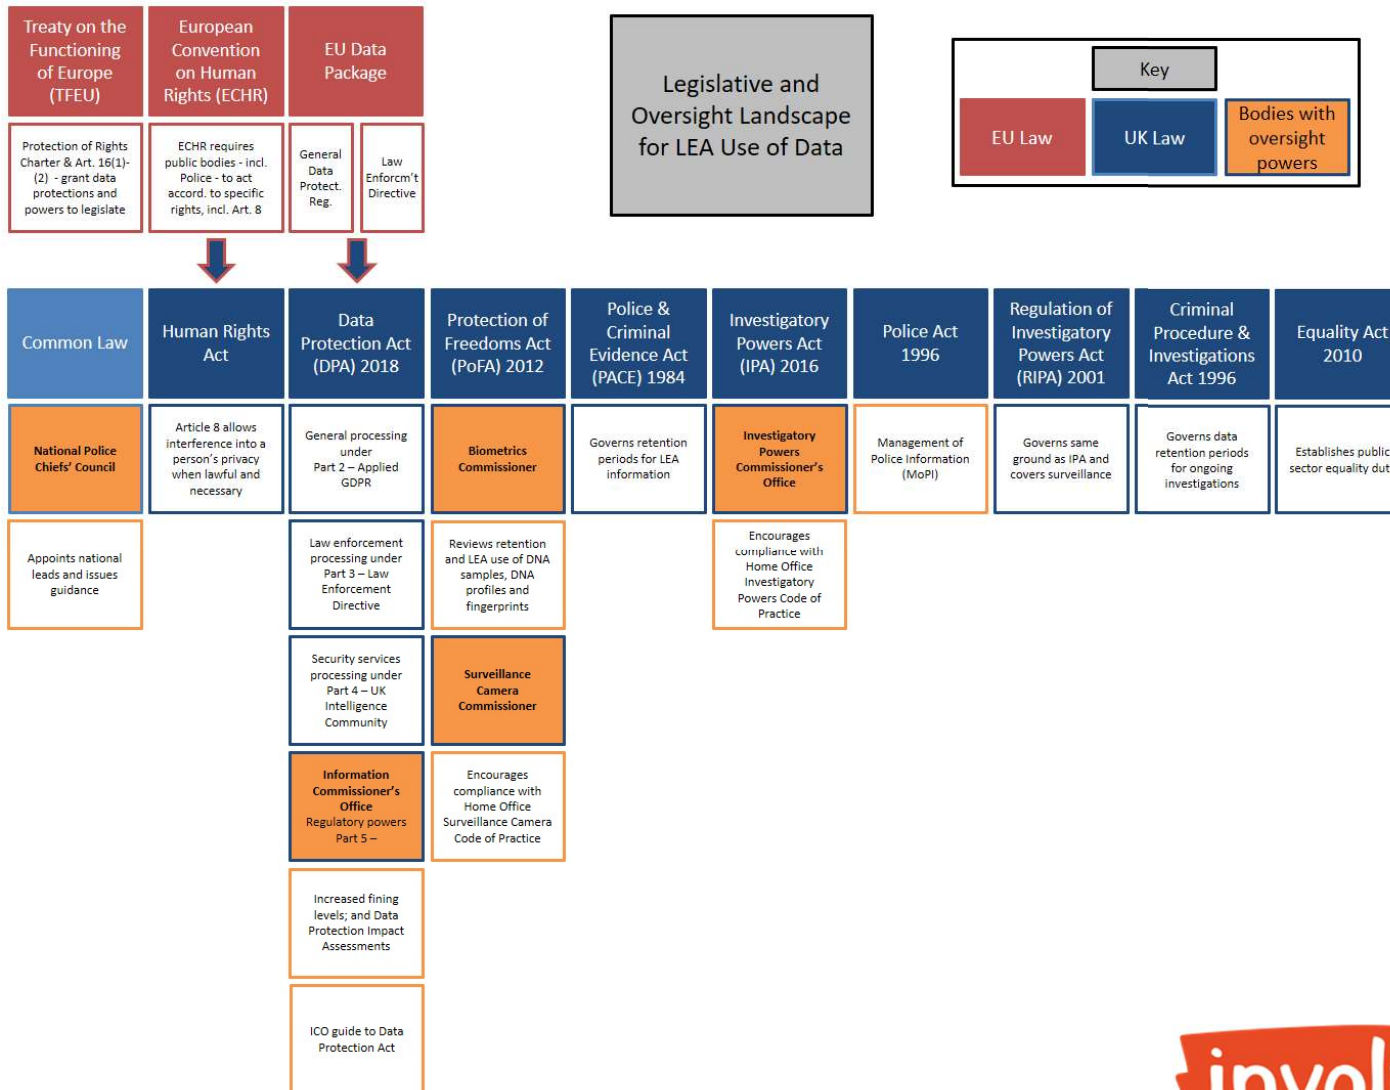 Treaty on the
Functioning
of Europe
(TFEU)
European
Convention
on Human
Rights (ECHR)
EU Data
Package
Legislative and
Oversight Landscape
for LEA Use of Data
Key
EU Law
UK Law
Bodies with
oversight
powers
Protection of Rights
Charter & Art. 16(1)-
(2) - grant data
protections and
powers to legislate
ECHR requires
public bodies - incl.
Police - to act
accord. to specific
rights, incl. Art. 8
General
Data
Protect.
Reg.
Law
Enforcm't
Directive
Common Law
Human Rights
Act
Data
Protection Act
(DPA) 2018
Protection of
Freedoms Act
(PoFA) 2012
Police &
Criminal
Evidence Act
(PACE) 1984
Investigatory
Powers Act
(IPA) 2016
Police Act
1996
Regulation of
Investigatory
Powers Act
(RIPA) 2001
Criminal
Procedure &
Investigations
Act 1996
Equality Act
2010
National Police
Chiefs' Council
Article 8 allows
interference into a
person's privacy
when lawful and
necessary
General processing
under
Part 2 – Applied
GDPR
Biometrics
Commissioner
Governs retention
periods for LEA
information
Investigatory
Powers
Commissioner's
Office
Management of
Police Information
(MoPI)
Governs same
ground as IPA and
covers surveillance
Governs data
retention periods
for ongoing
investigations
Establishes public
sector equality dut
Appoints national
leads and issues
guidance
Law enforcement
processing under
Part 3 – Law
Enforcement
Directive
Reviews retention
and LEA use of DNA
samples, DNA
profiles and
fingerprints
Encourages
compliance with
Home Office
Investigatory
Powers Code of
Practice
Security services
processing under
Part 4 – UK
Intelligence
Community
Surveillance
Camera
Commissioner
Information
Commissioner's
Office
Regulatory powers
Part 5 –
Encourages
compliance with
Home Office
Surveillance Camera
Code of Practice
Increased fining
levels; and Data
Protection Impact
Assessments
ICO guide to Data
Protection Act
invol